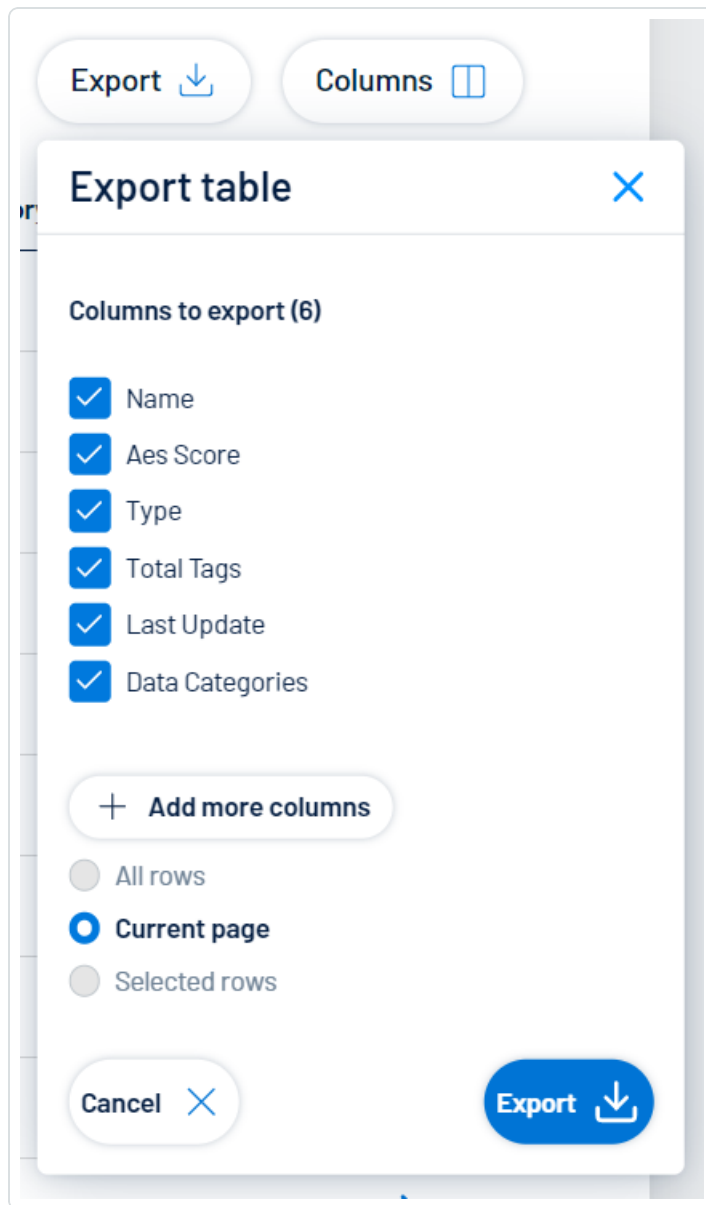 Export
Columns
Export table
Columns to export (6)
Name
Aes Score
Type
Total Tags
Last Update
Data Categories
Add more columns
All rows
Current page
Selected rows
Cancel
Export